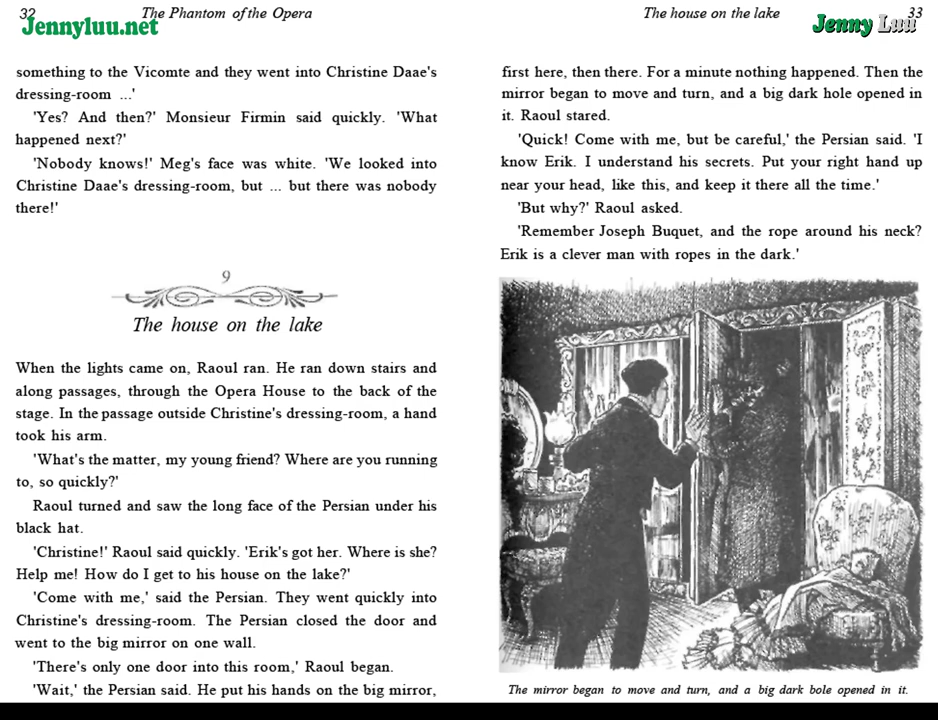 32
The Phantom of the Opera
Jennyluu.net
something to the Vicomte and they went into Christine Daae's
dressing-room ...'
'Yes? And then?' Monsieur Firmin said quickly. 'What
happened next?'
'Nobody knows!' Meg's face was white. 'We looked into
Christine Daae's dressing-room, but ... but there was nobody
there!'
9
The house on the lake
When the lights came on, Raoul ran. He ran down stairs and
along passages, through the Opera House to the back of the
stage. In the passage outside Christine's dressing-room, a hand
took his arm.
'What's the matter, my young friend? Where are you running
to, so quickly?'
Raoul turned and saw the long face of the Persian under his
black hat.
'Christine!' Raoul said quickly. 'Erik's got her. Where is she?
Help me! How do I get to his house on the lake?'
'Come with me,' said the Persian. They went quickly into
Christine's dressing-room. The Persian closed the door and
went to the big mirror on one wall.
'There's only one door into this room,' Raoul began.
'Wait,' the Persian said. He put his hands on the big mirror,
The house on the lake
33
Jenny Luu
first here, then there. For a minute nothing happened. Then the
mirror began to move and turn, and a big dark hole opened in
it. Raoul stared.
'Quick! Come with me, but be careful,' the Persian said. 'I
know Erik. I understand his secrets. Put your right hand up
near your head, like this, and keep it there all the time.'
'But why?' Raoul asked.
'Remember Joseph Buquet, and the rope around his neck?
Erik is a clever man with ropes in the dark.'
The mirror began to move and turn, and a big dark bole opened in it.